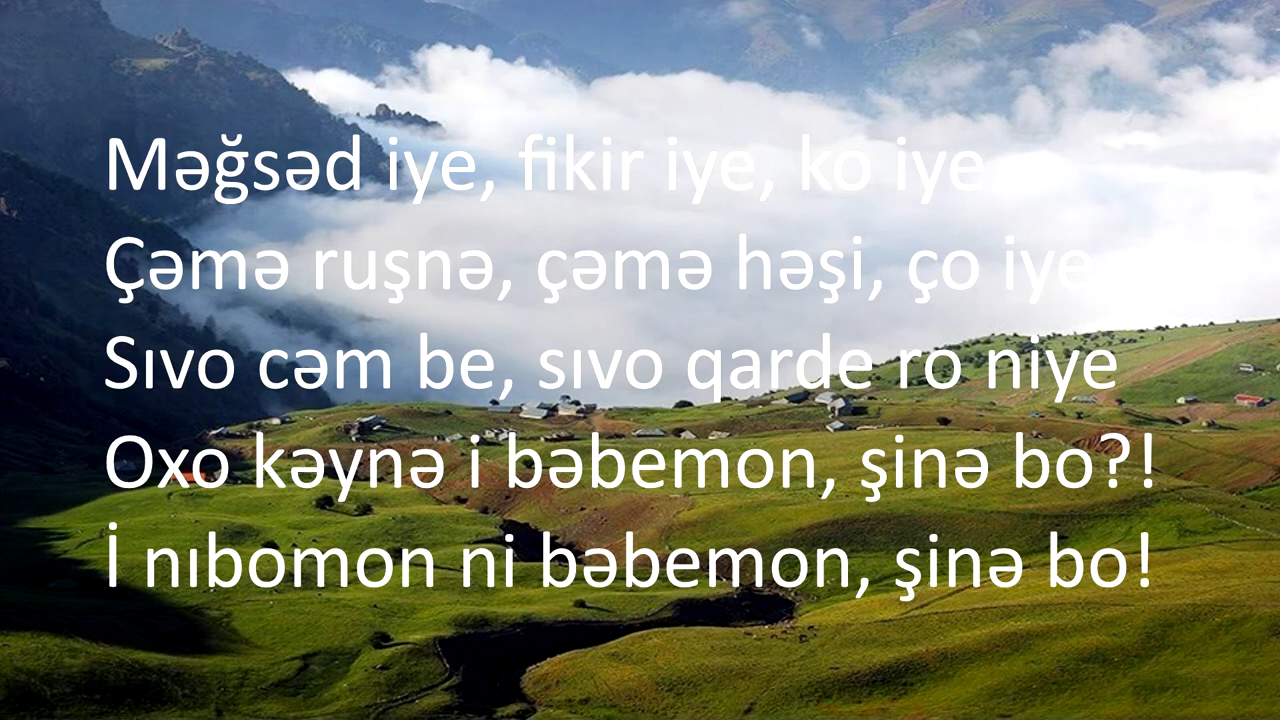 Məğsəd iye, fikir iye, ko iye
Çəmə ruşnə, çəmə həşi, ço iye
Sıvo cəm be, sıvo qarde ro niye
Oxo kəynə i bəbemon, şinə bo?!
İ nıbomon ni bəbemon, şinə bo!